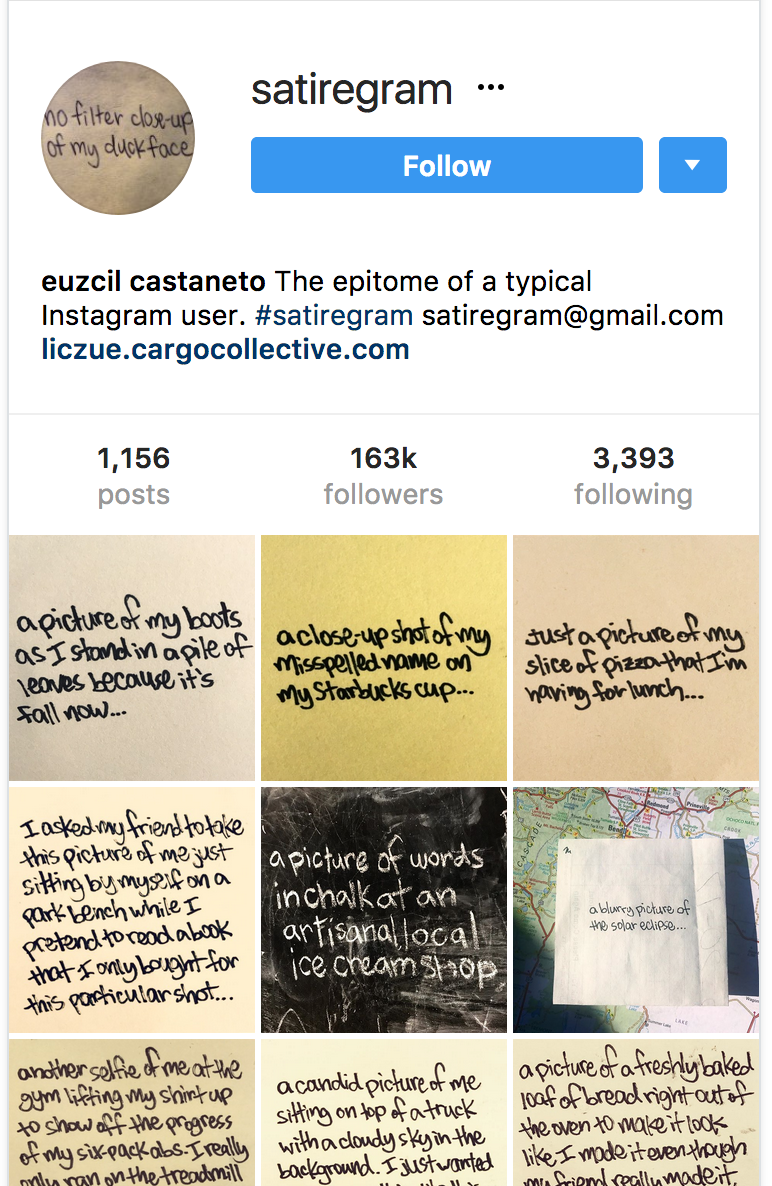 no filter close-up
of my duckface
satiregram ...
Follow
euzcil castaneto The epitome of a typical
Instagram user. #satiregram satiregram@gmail.com
liczue.cargocollective.com
1,156
posts
163k
followers
3,393
following
a picture of my boots
as I stand in a pile of
leaves because it's
fall now...
a close-up shot of my
misspelled name on
my Starbucks cup...
Just a picture of my
slice of pizza that I'm
having for lunch...
I asked my friend to take
this picture of me just
sitting by myself on a
park bench while I
pretend to read a book
that I only bought for
this particular shot...
a picture of words
in chalk at an
artisanal local
ice cream shop
Redmond
Prineville
Bend
CASCADE
a blurry picture of
the solar eclipse...
LAKE
another selfie of me at the
gym lifting my shirt up
to show off the progress
of my six-pack abs. I really
only ran on the treadmill
a candid picture of me
sitting on top of a truck
with a cloudy sky in the
background. I just wanted
a picture of a freshly baked
loaf of bread right out of
the oven to make it look
like I made it even though
my friend really made it.